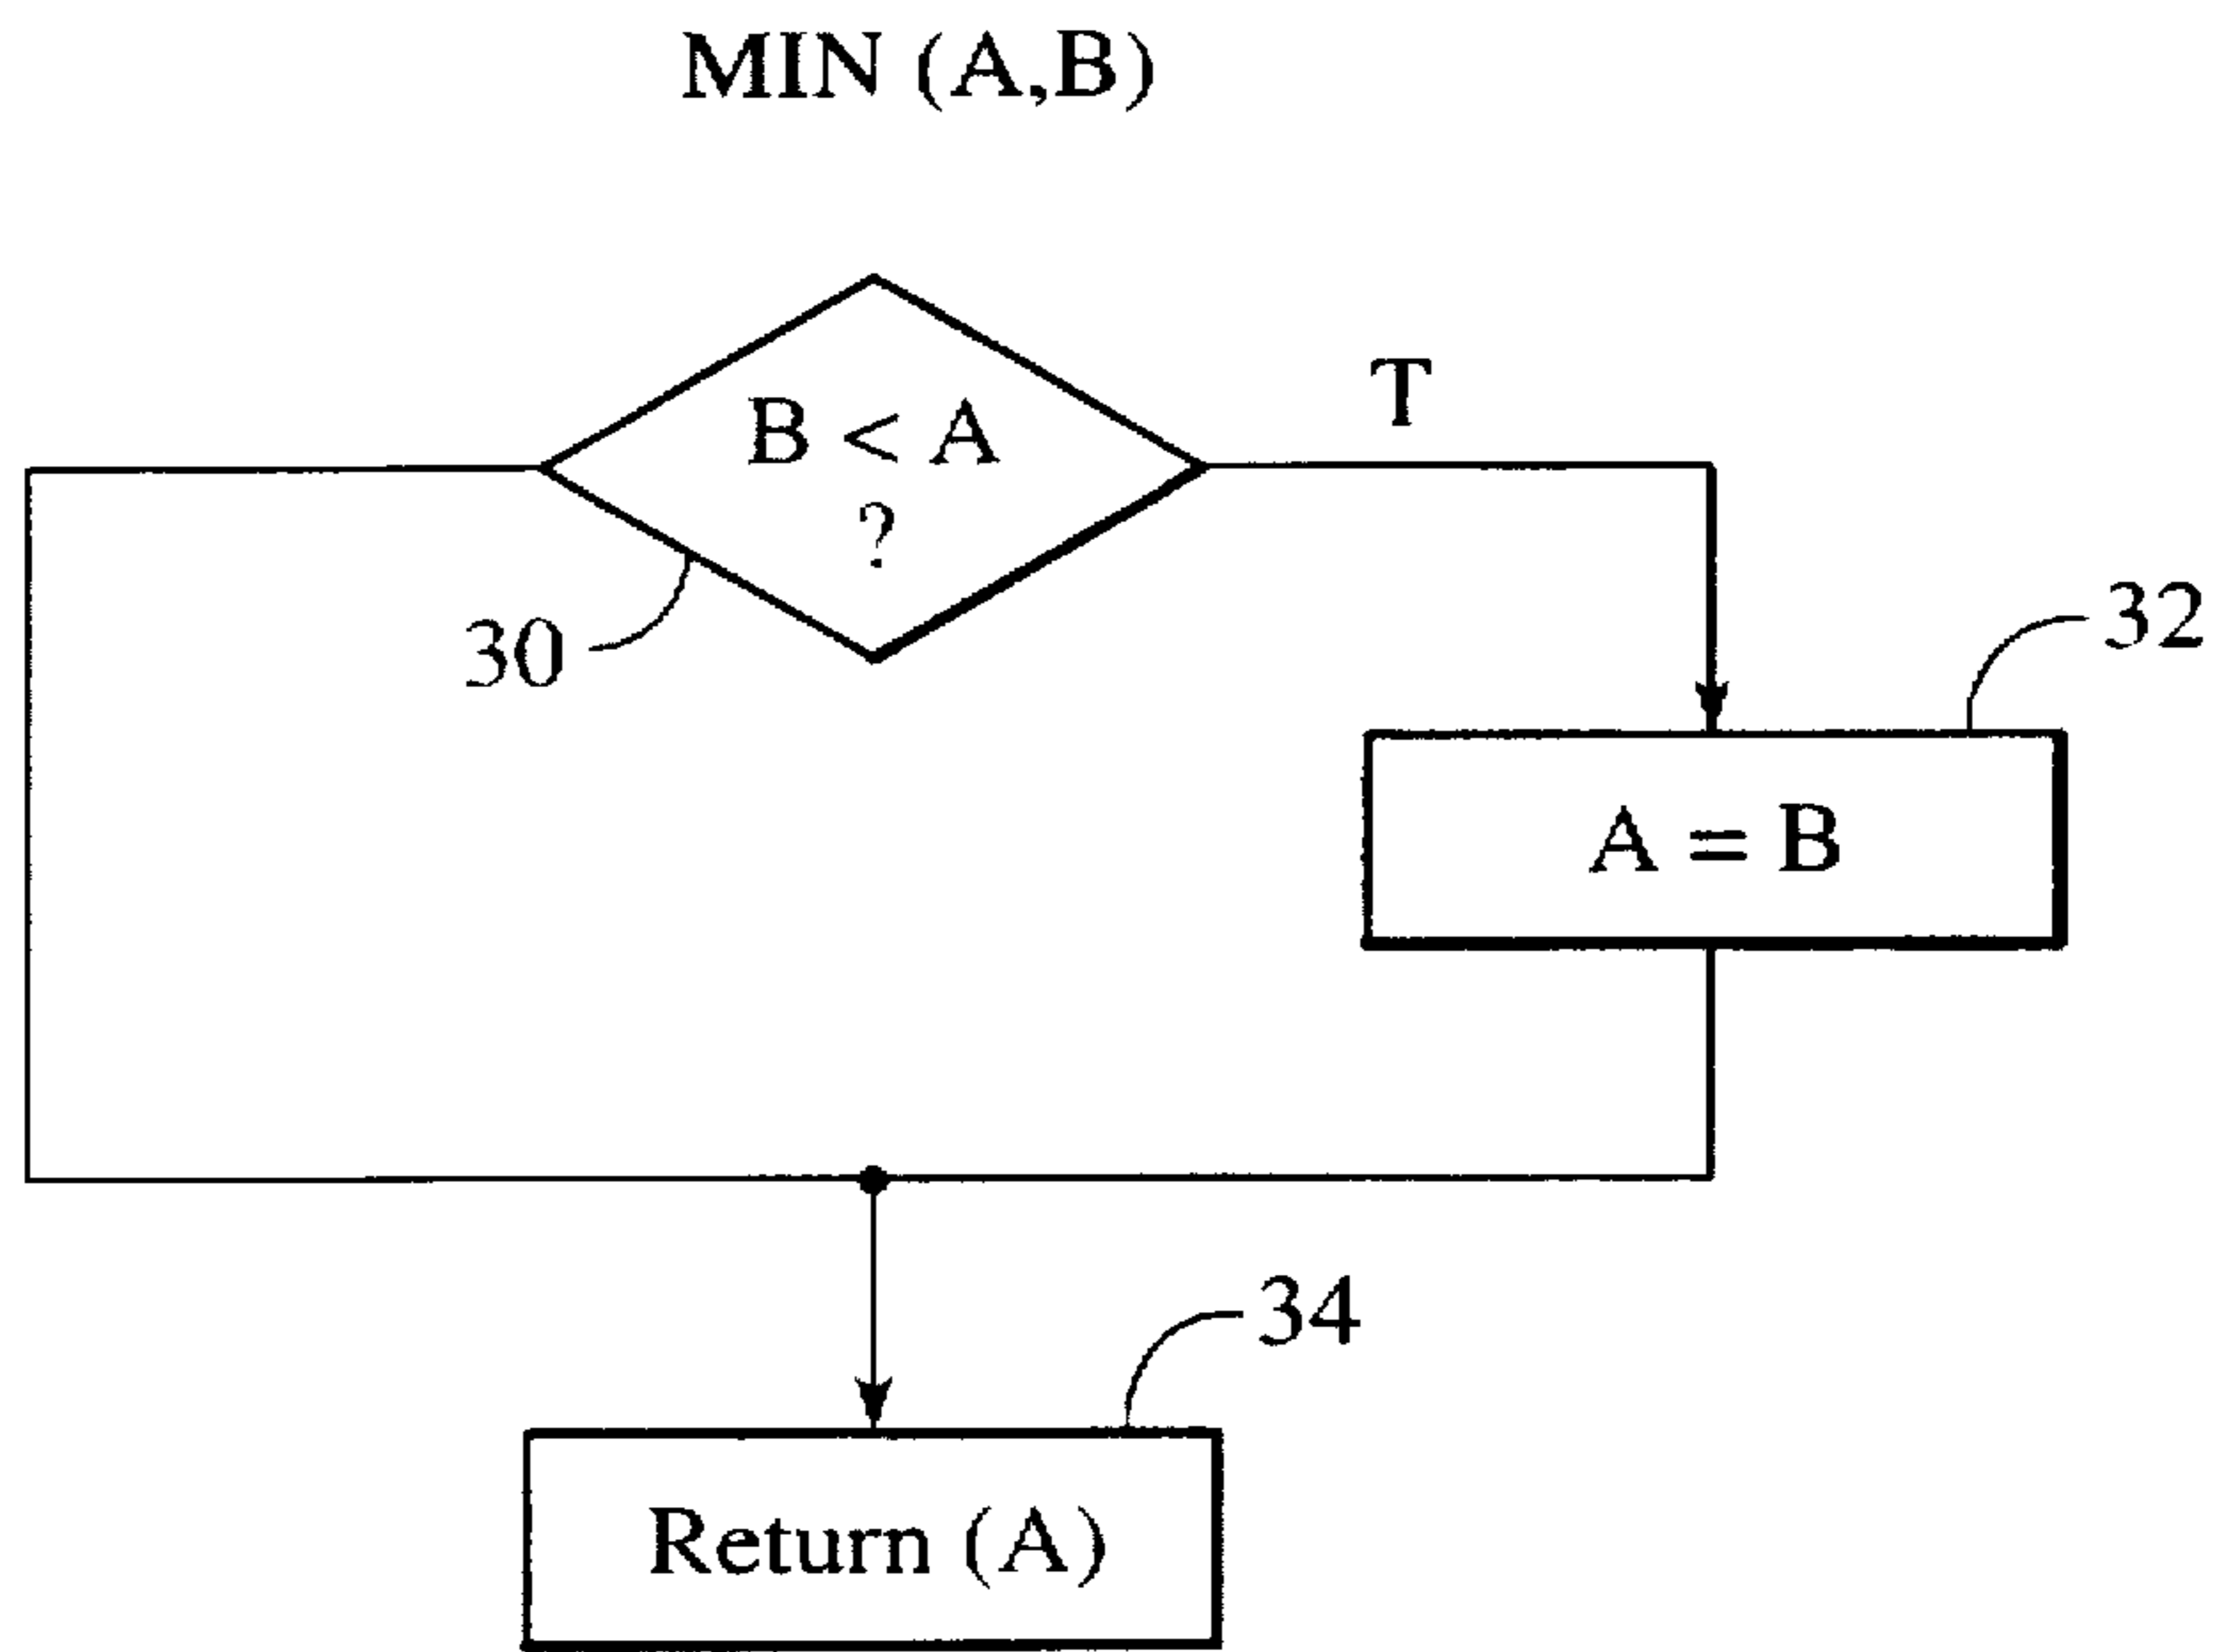 MIN (A,B)
B < A
?
T
30
32
A = B
34
Return (A)